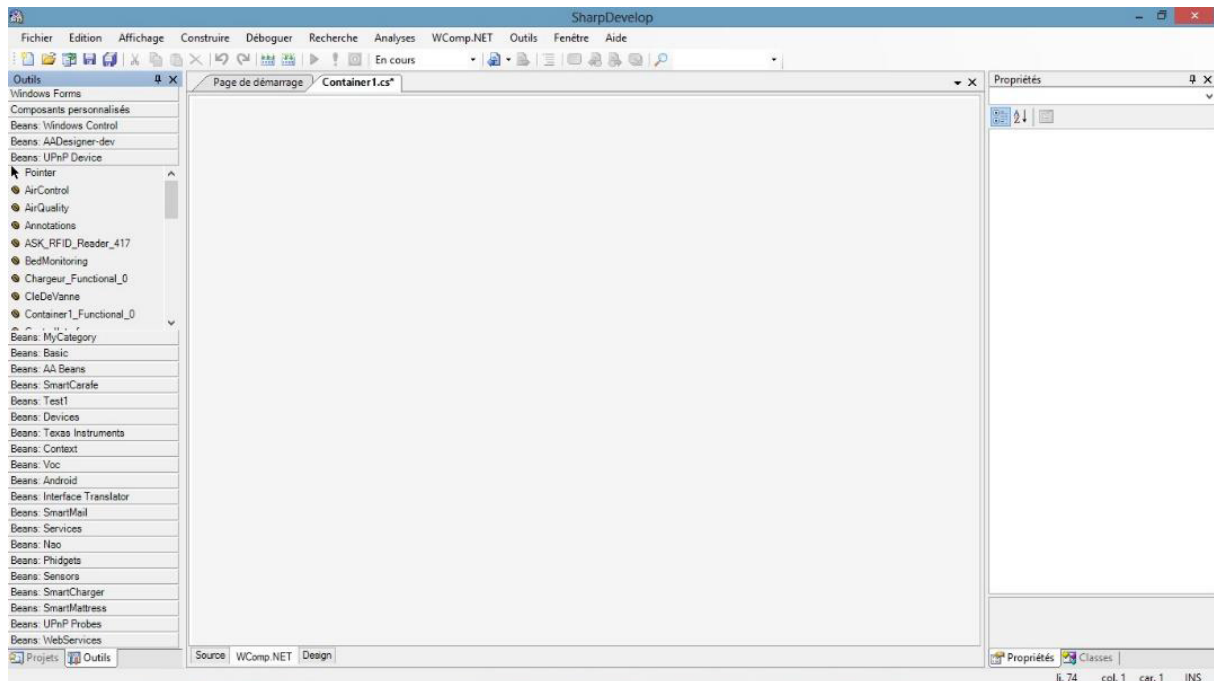 SharpDevelop
Fichier Edition Affichage Construire Déboguer Recherche Analyses WComp.NET Outils Fenêtre Aide
En cours
Outils
Windows Forms
Composants personnalisés
Beans: Windows Control
Beans: AADesigner-dev
Beans: UPnP Device
Pointer
AirControl
AirQuality
Annotations
ASK_RFID_Reader_417
BedMonitoring
Chargeur_Functional_0
CleDeVanne
Container1_Functional_0
Beans: MyCategory
Beans: Basic
Beans: AA Beans
Beans: SmartCarafe
Beans: Test1
Beans: Devices
Beans: Texas Instruments
Beans: Context
Beans: Voc
Beans: Android
Beans: Interface Translator
Beans: SmartMail
Beans: Services
Beans: Nao
Beans: Phidgets
Beans: Sensors
Beans: SmartCharger
Beans: SmartMattress
Beans: UPnP Probes
Beans: WebServices
Projets Outils
Page de démarrage Container1.cs*
Source WComp.NET Design
Propriétés
Propriétés Classes
li. 74 col. 1 car. 1 INS